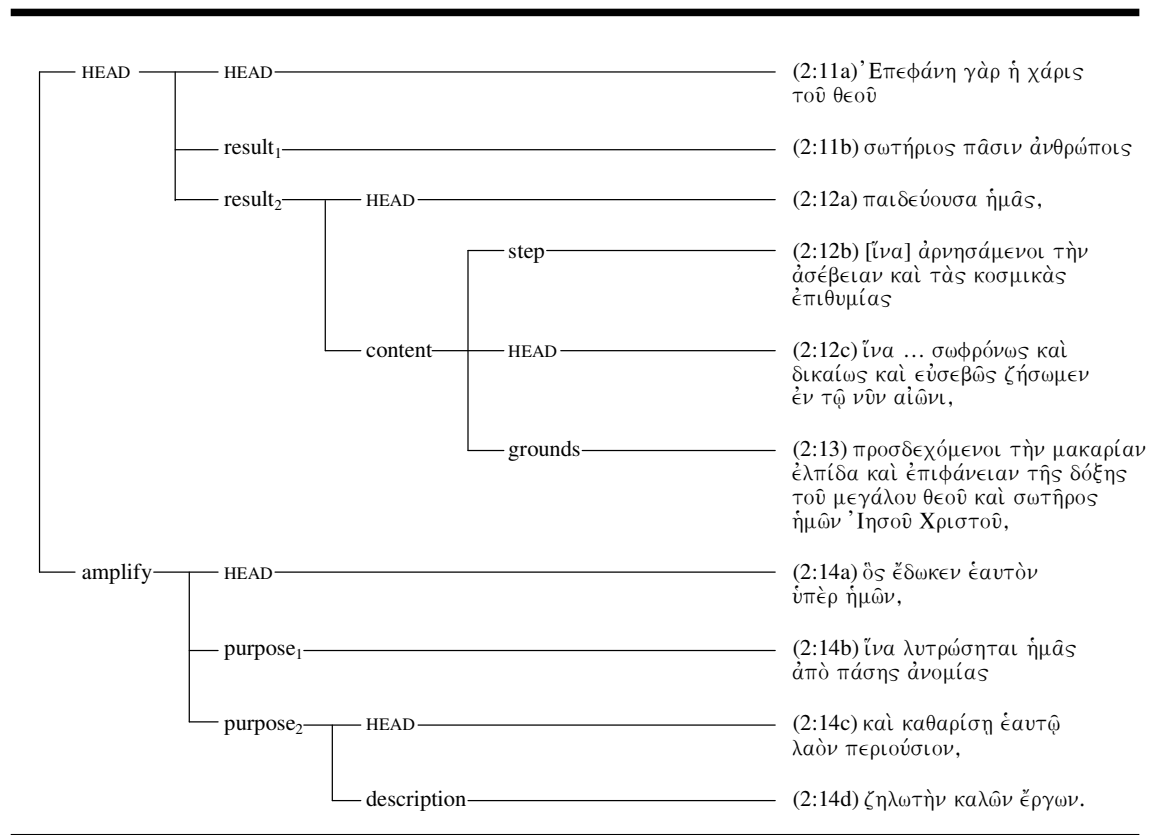 HEAD HEAD (2:11a) Ἐπεφάνη γὰρ ἡ χάρις
τοῦ θεοῦ
result₁ (2:11b) σωτήριος πᾶσιν ἀνθρώποις
result₂ HEAD (2:12a) παιδεύουσα ἡμᾶς,
step (2:12b) [ἵνα] ἀρνησάμενοι τὴν
ἀσέβειαν καὶ τὰς κοσμικὰς
ἐπιθυμίας
content HEAD (2:12c) ἵνα … σωφρόνως καὶ
δικαίως καὶ εὐσεβῶς ζήσωμεν
ἐν τῷ νῦν αἰῶνι,
grounds (2:13) προσδεχόμενοι τὴν μακαρίαν
ἐλπίδα καὶ ἐπιφάνειαν τῆς δόξης
τοῦ μεγάλου θεοῦ καὶ σωτῆρος
ἡμῶν Ἰησοῦ Χριστοῦ,
amplify HEAD (2:14a) ὃς ἔδωκεν ἑαυτὸν
ὑπὲρ ἡμῶν,
purpose₁ (2:14b) ἵνα λυτρώσηται ἡμᾶς
ἀπὸ πάσης ἀνομίας
purpose₂ HEAD (2:14c) καὶ καθαρίσῃ ἑαυτῷ
λαὸν περιούσιον,
description (2:14d) ζηλωτὴν καλῶν ἔργων.